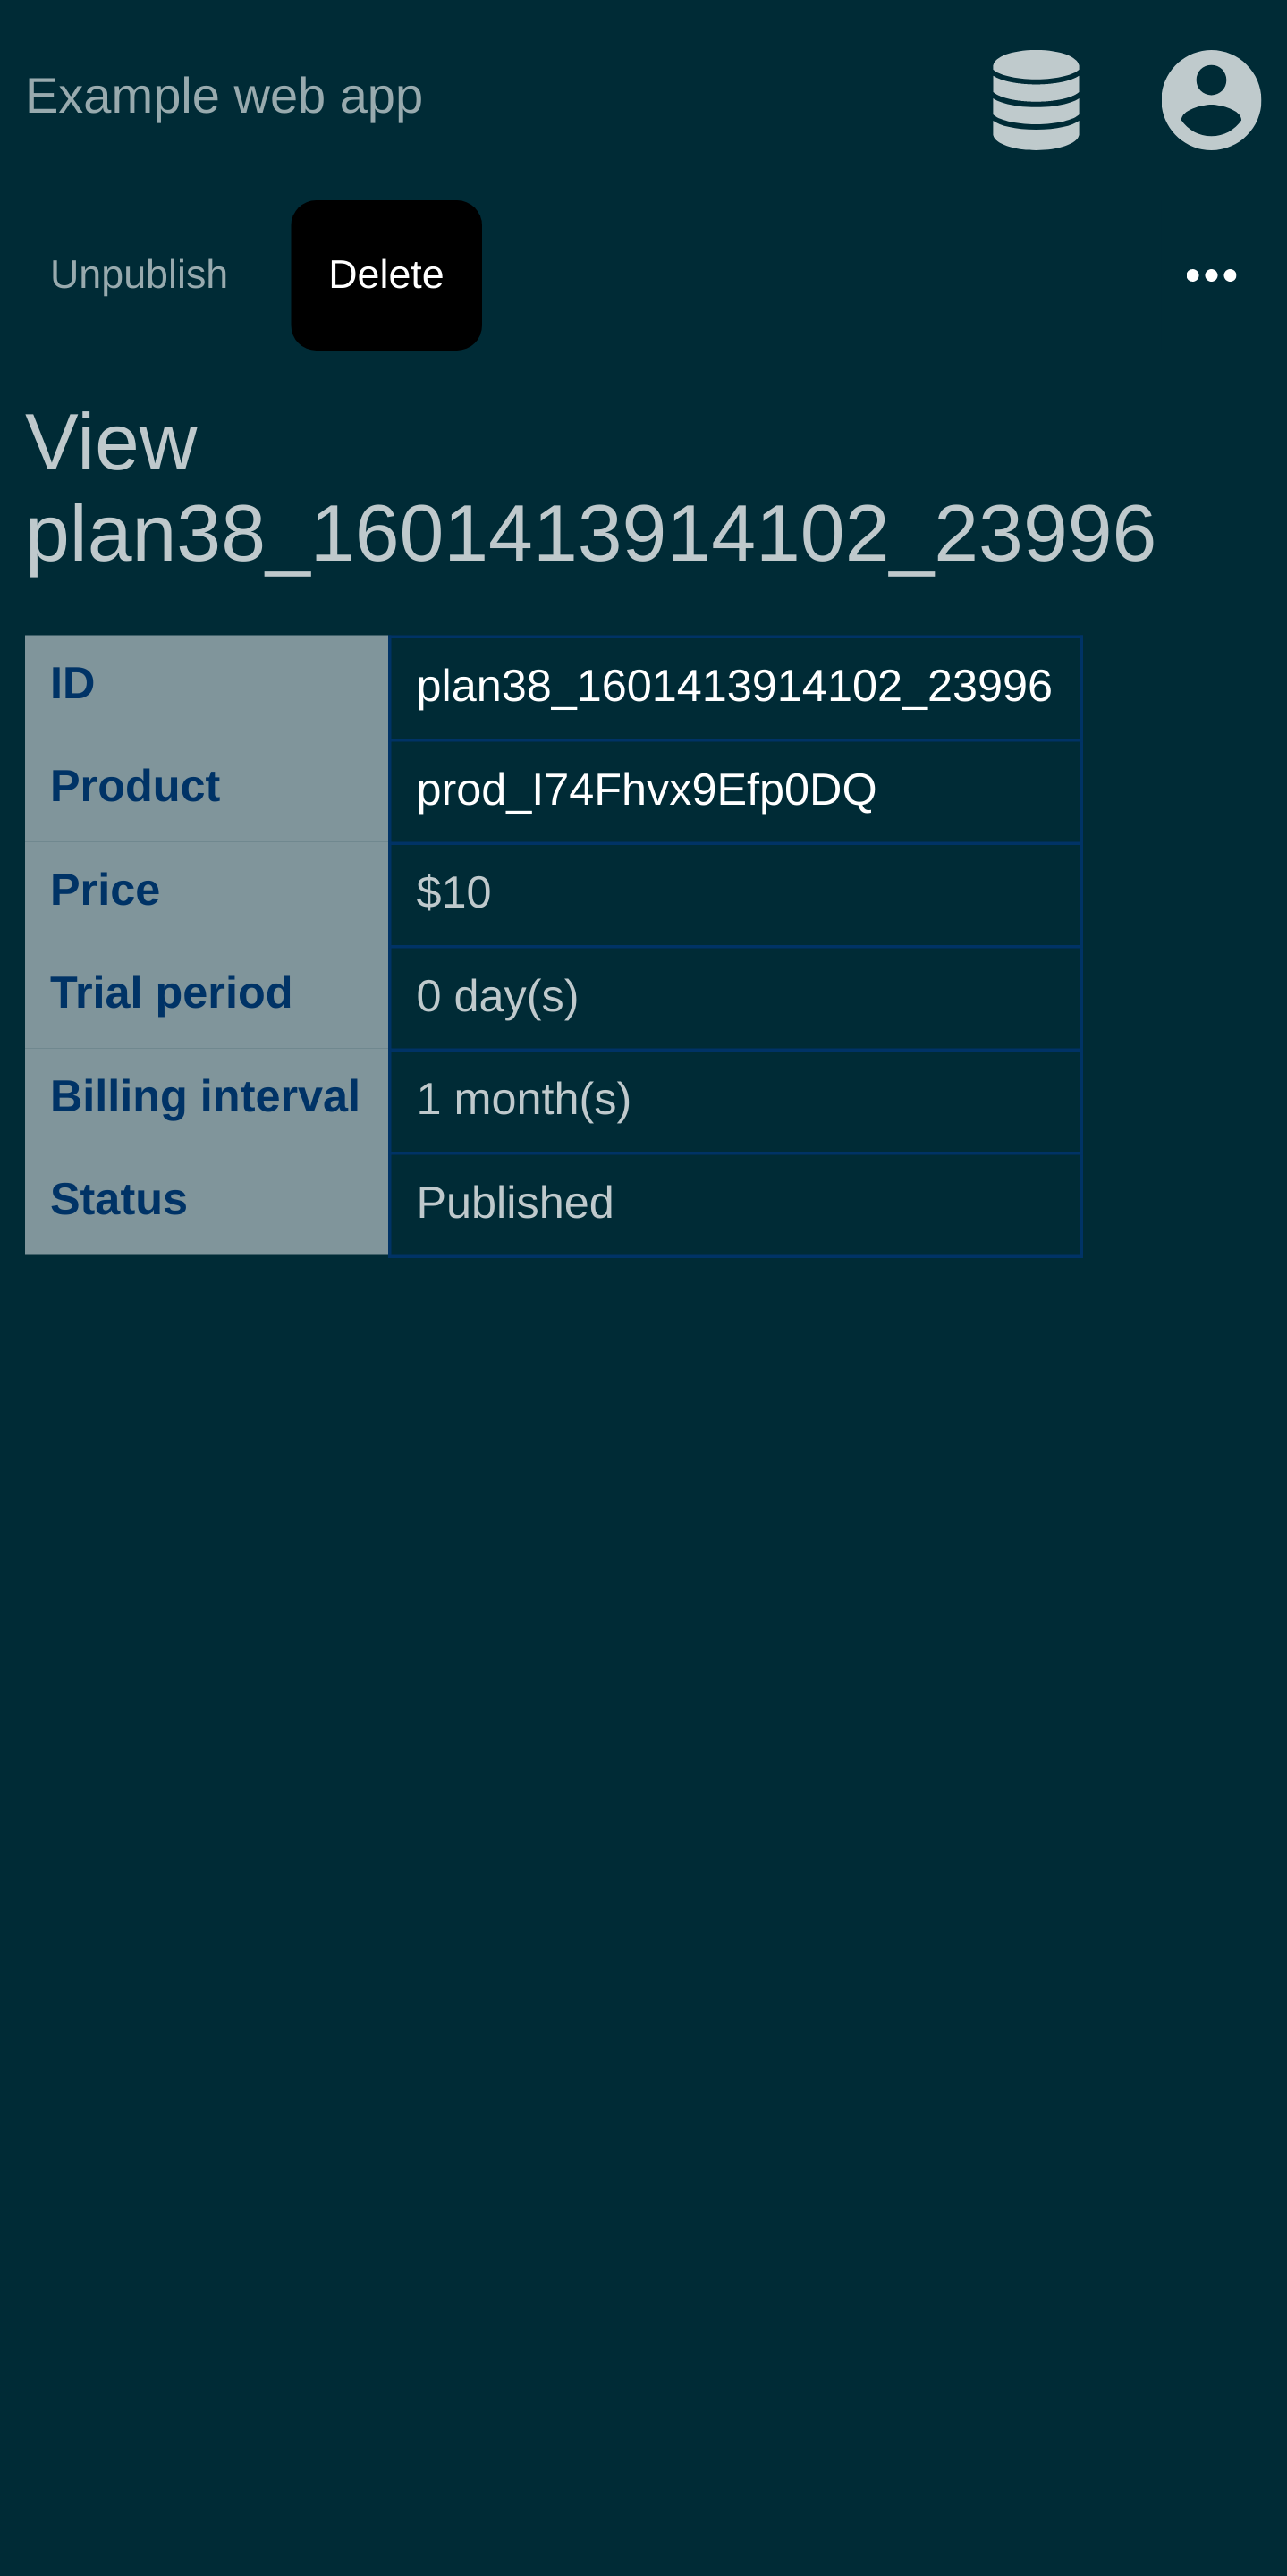 Example web app
Unpublish Delete
View
plan38_1601413914102_23996
ID plan38_1601413914102_23996
Product prod_I74Fhvx9Efp0DQ
Price $10
Trial period 0 day(s)
Billing interval 1 month(s)
Status Published